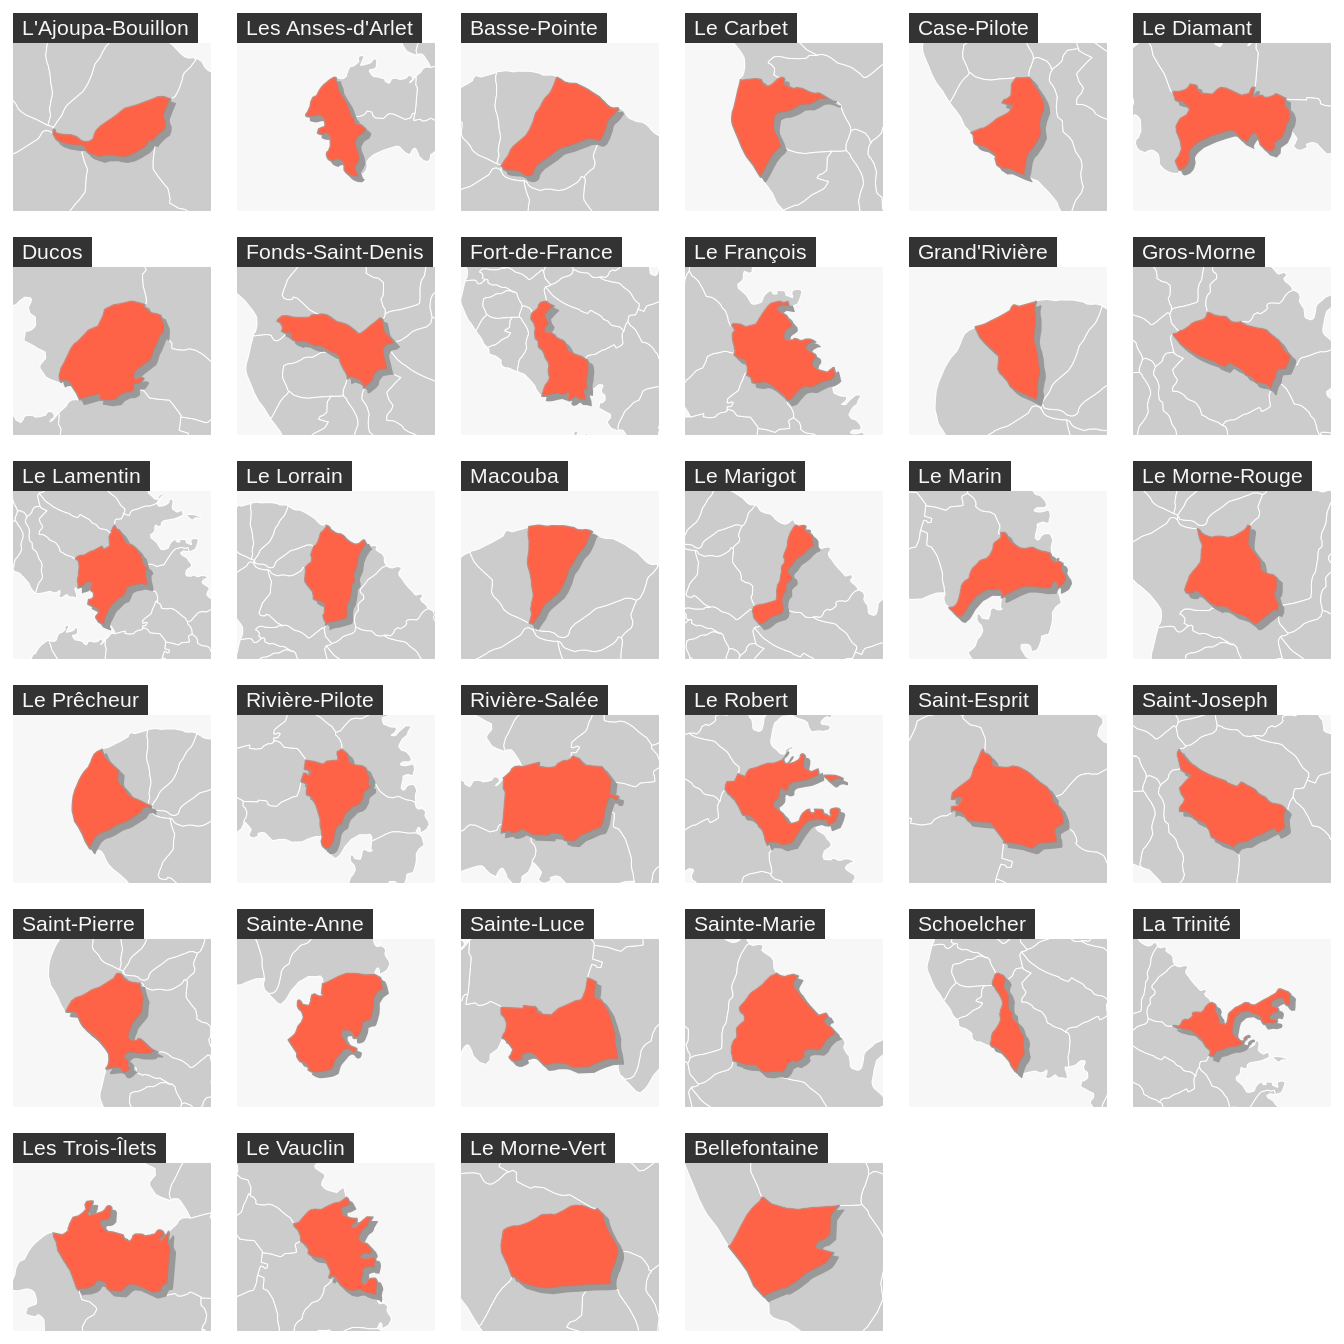 L'Ajoupa-Bouillon
Les Anses-d'Arlet
Basse-Pointe
Le Carbet
Case-Pilote
Le Diamant
Ducos
Fonds-Saint-Denis
Fort-de-France
Le François
Grand'Rivière
Gros-Morne
Le Lamentin
Le Lorrain
Macouba
Le Marigot
Le Marin
Le Morne-Rouge
Le Prêcheur
Rivière-Pilote
Rivière-Salée
Le Robert
Saint-Esprit
Saint-Joseph
Saint-Pierre
Sainte-Anne
Sainte-Luce
Sainte-Marie
Schoelcher
La Trinité
Les Trois-Îlets
Le Vauclin
Le Morne-Vert
Bellefontaine